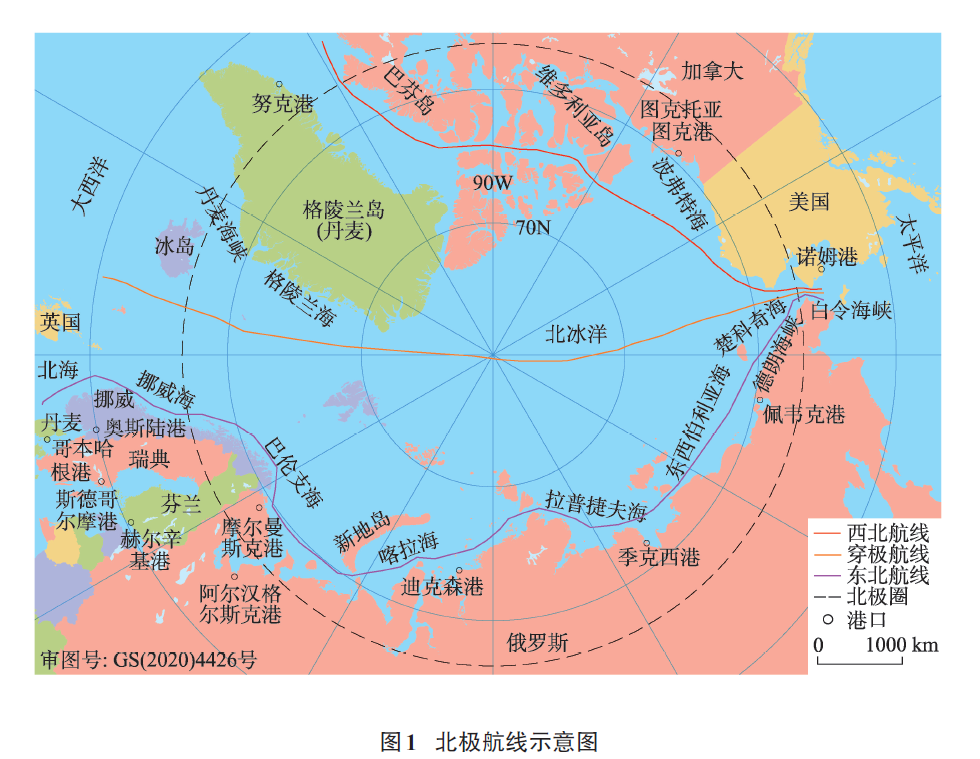 加拿大
巴芬岛
维多利亚岛
努克港
图克托亚
图克港
大西洋
丹麦海峡
90W
波弗特海
格陵兰岛
(丹麦)
70N
美国
太平洋
冰岛
诺姆港
格陵兰海
英国
北冰洋
楚科奇海
白令海峡
德朗海峡
北海
挪威
挪威海
东西伯利亚海
丹麦
奥斯陆港
佩韦克港
哥本哈
根港
瑞典
巴伦支海
斯德哥
尔摩港
芬兰
拉普捷夫海
赫尔辛
基港
摩尔曼
斯克港
新地岛
喀拉海
季克西港
迪克森港
阿尔汉格
尔斯克港
俄罗斯
西北航线
穿极航线
东北航线
北极圈
港口
0 1000 km
审图号: GS(2020)4426号
图1 北极航线示意图